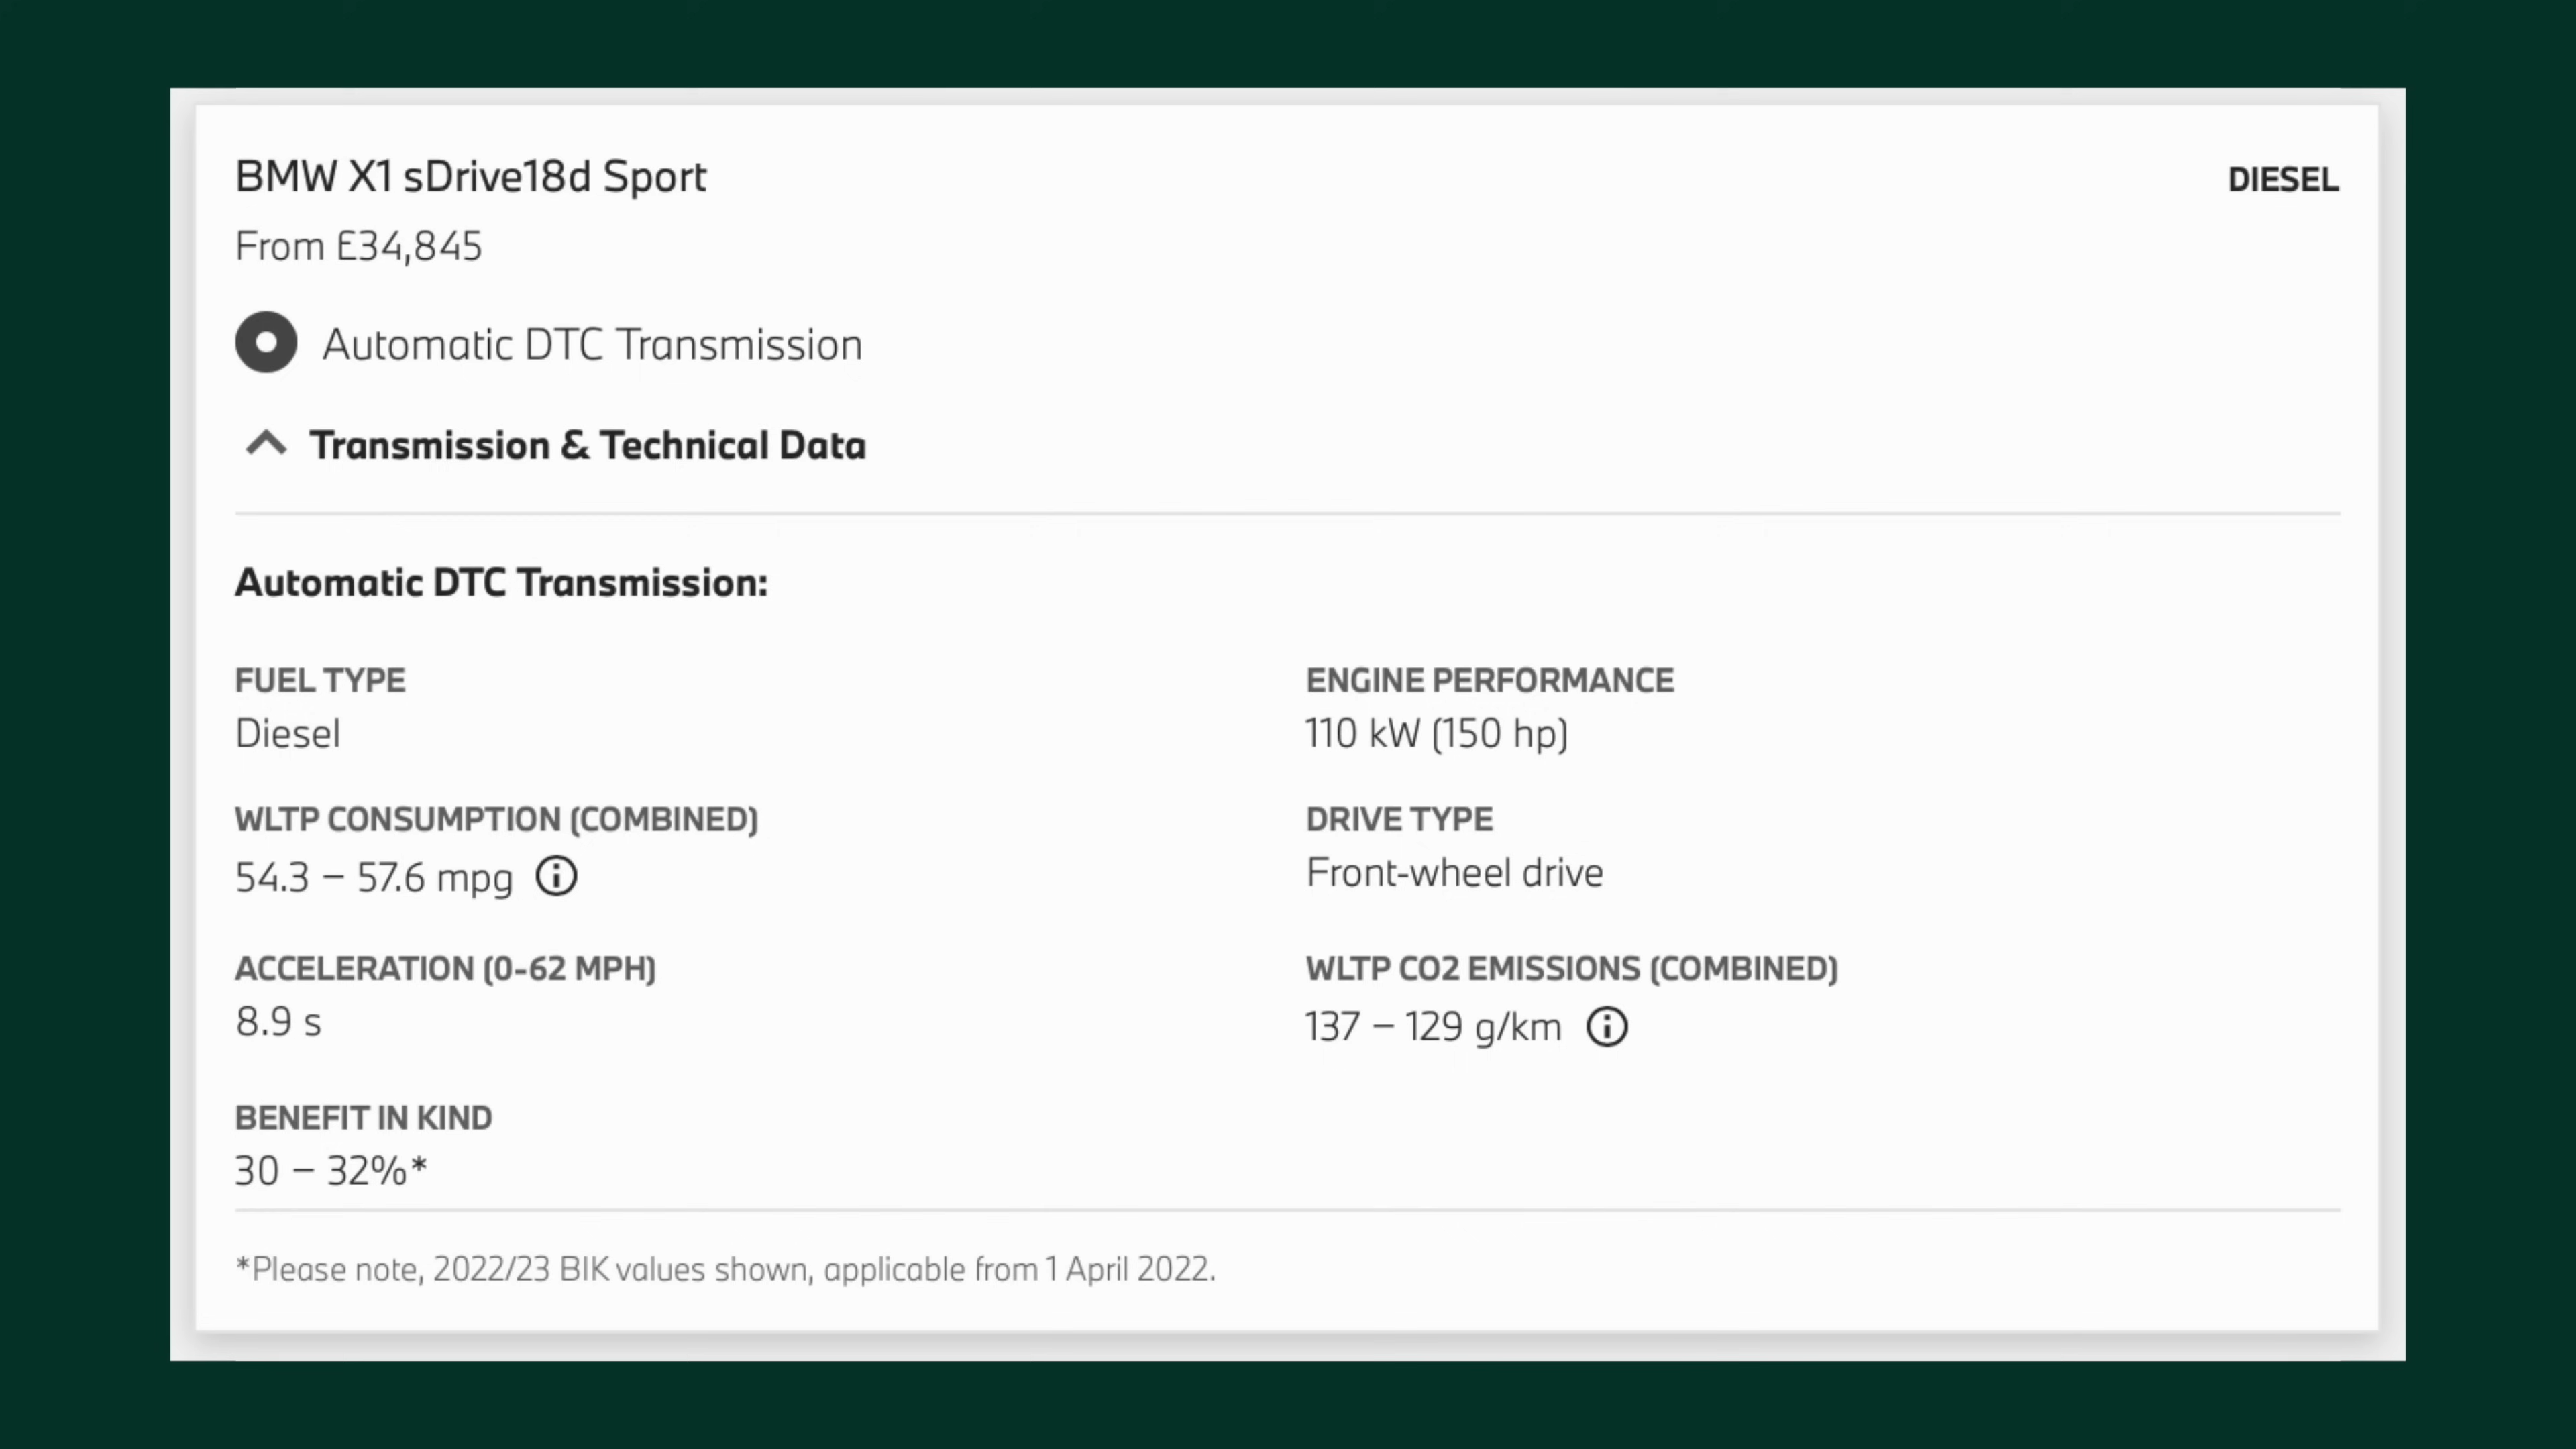 BMW X1 sDrive18d Sport
DIESEL
From £34,845
Automatic DTC Transmission
Transmission & Technical Data
Automatic DTC Transmission:
FUEL TYPE
Diesel
ENGINE PERFORMANCE
110 kW (150 hp)
WLTP CONSUMPTION (COMBINED)
54.3 – 57.6 mpg
DRIVE TYPE
Front-wheel drive
ACCELERATION (0-62 MPH)
8.9 s
WLTP CO2 EMISSIONS (COMBINED)
137 – 129 g/km
BENEFIT IN KIND
30 – 32%*
*Please note, 2022/23 BIK values shown, applicable from 1 April 2022.